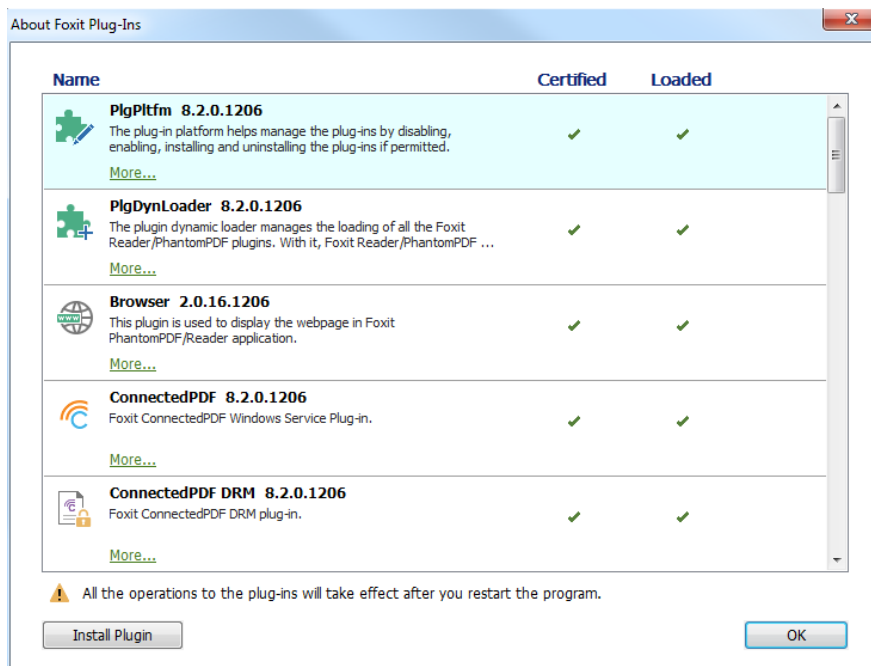 About Foxit Plug-Ins
Name Certified Loaded
PlgPltfm 8.2.0.1206
The plug-in platform helps manage the plug-ins by disabling,
enabling, installing and uninstalling the plug-ins if permitted.
More...
PlgDynLoader 8.2.0.1206
The plugin dynamic loader manages the loading of all the Foxit
Reader/PhantomPDF plugins. With it, Foxit Reader/PhantomPDF ...
More...
www
Browser 2.0.16.1206
This plugin is used to display the webpage in Foxit
PhantomPDF/Reader application.
More...
ConnectedPDF 8.2.0.1206
Foxit ConnectedPDF Windows Service Plug-in.
More...
ConnectedPDF DRM 8.2.0.1206
Foxit ConnectedPDF DRM plug-in.
More...
All the operations to the plug-ins will take effect after you restart the program.
Install Plugin OK